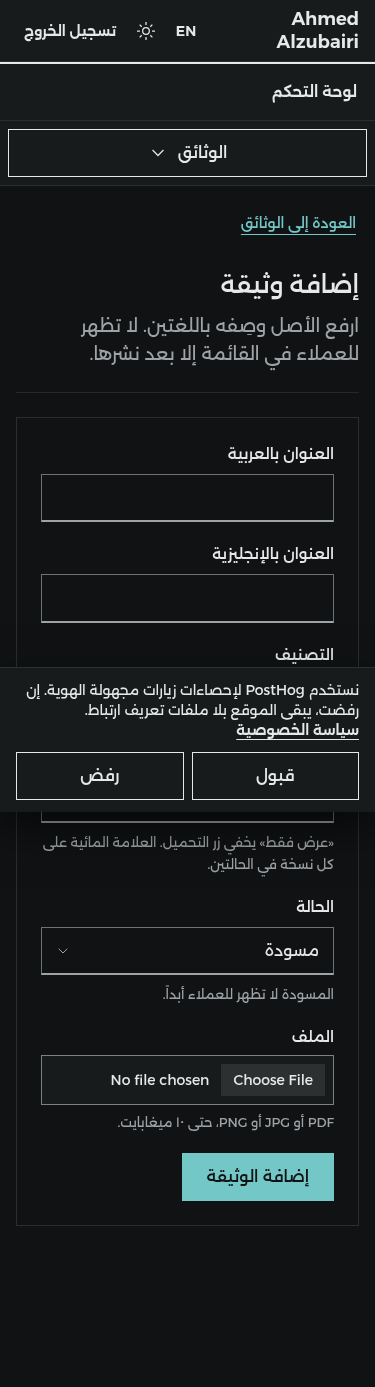 Ahmed
Alzubairi
EN
تسجيل الخروج
لوحة التحكم
الوثائق
العودة إلى الوثائق
إضافة وثيقة
ارفع الأصل وصِفه باللغتين. لا تظهر
للعملاء في القائمة إلا بعد نشرها.
العنوان بالعربية
العنوان بالإنجليزية
التصنيف
نستخدم PostHog لإحصاءات زيارات مجهولة الهوية. إن
رفضت، يبقى الموقع بلا ملفات تعريف ارتباط.
سياسة الخصوصية
قبول
رفض
«عرض فقط» يخفي زر التحميل. العلامة المائية على
كل نسخة في الحالتين.
الحالة
مسودة
المسودة لا تظهر للعملاء أبداً.
الملف
Choose File
No file chosen
PDF أو JPG أو PNG، حتى ١٠ ميغابايت.
إضافة الوثيقة